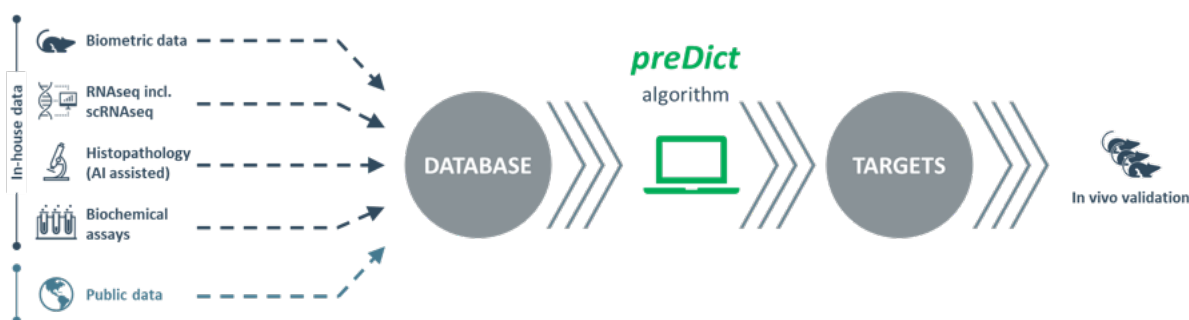 In-house data
Biometric data
RNAseq incl.
scRNAseq
Histopathology
(AI assisted)
Biochemical
assays
Public data
DATABASE
preDict
algorithm
TARGETS
In vivo validation